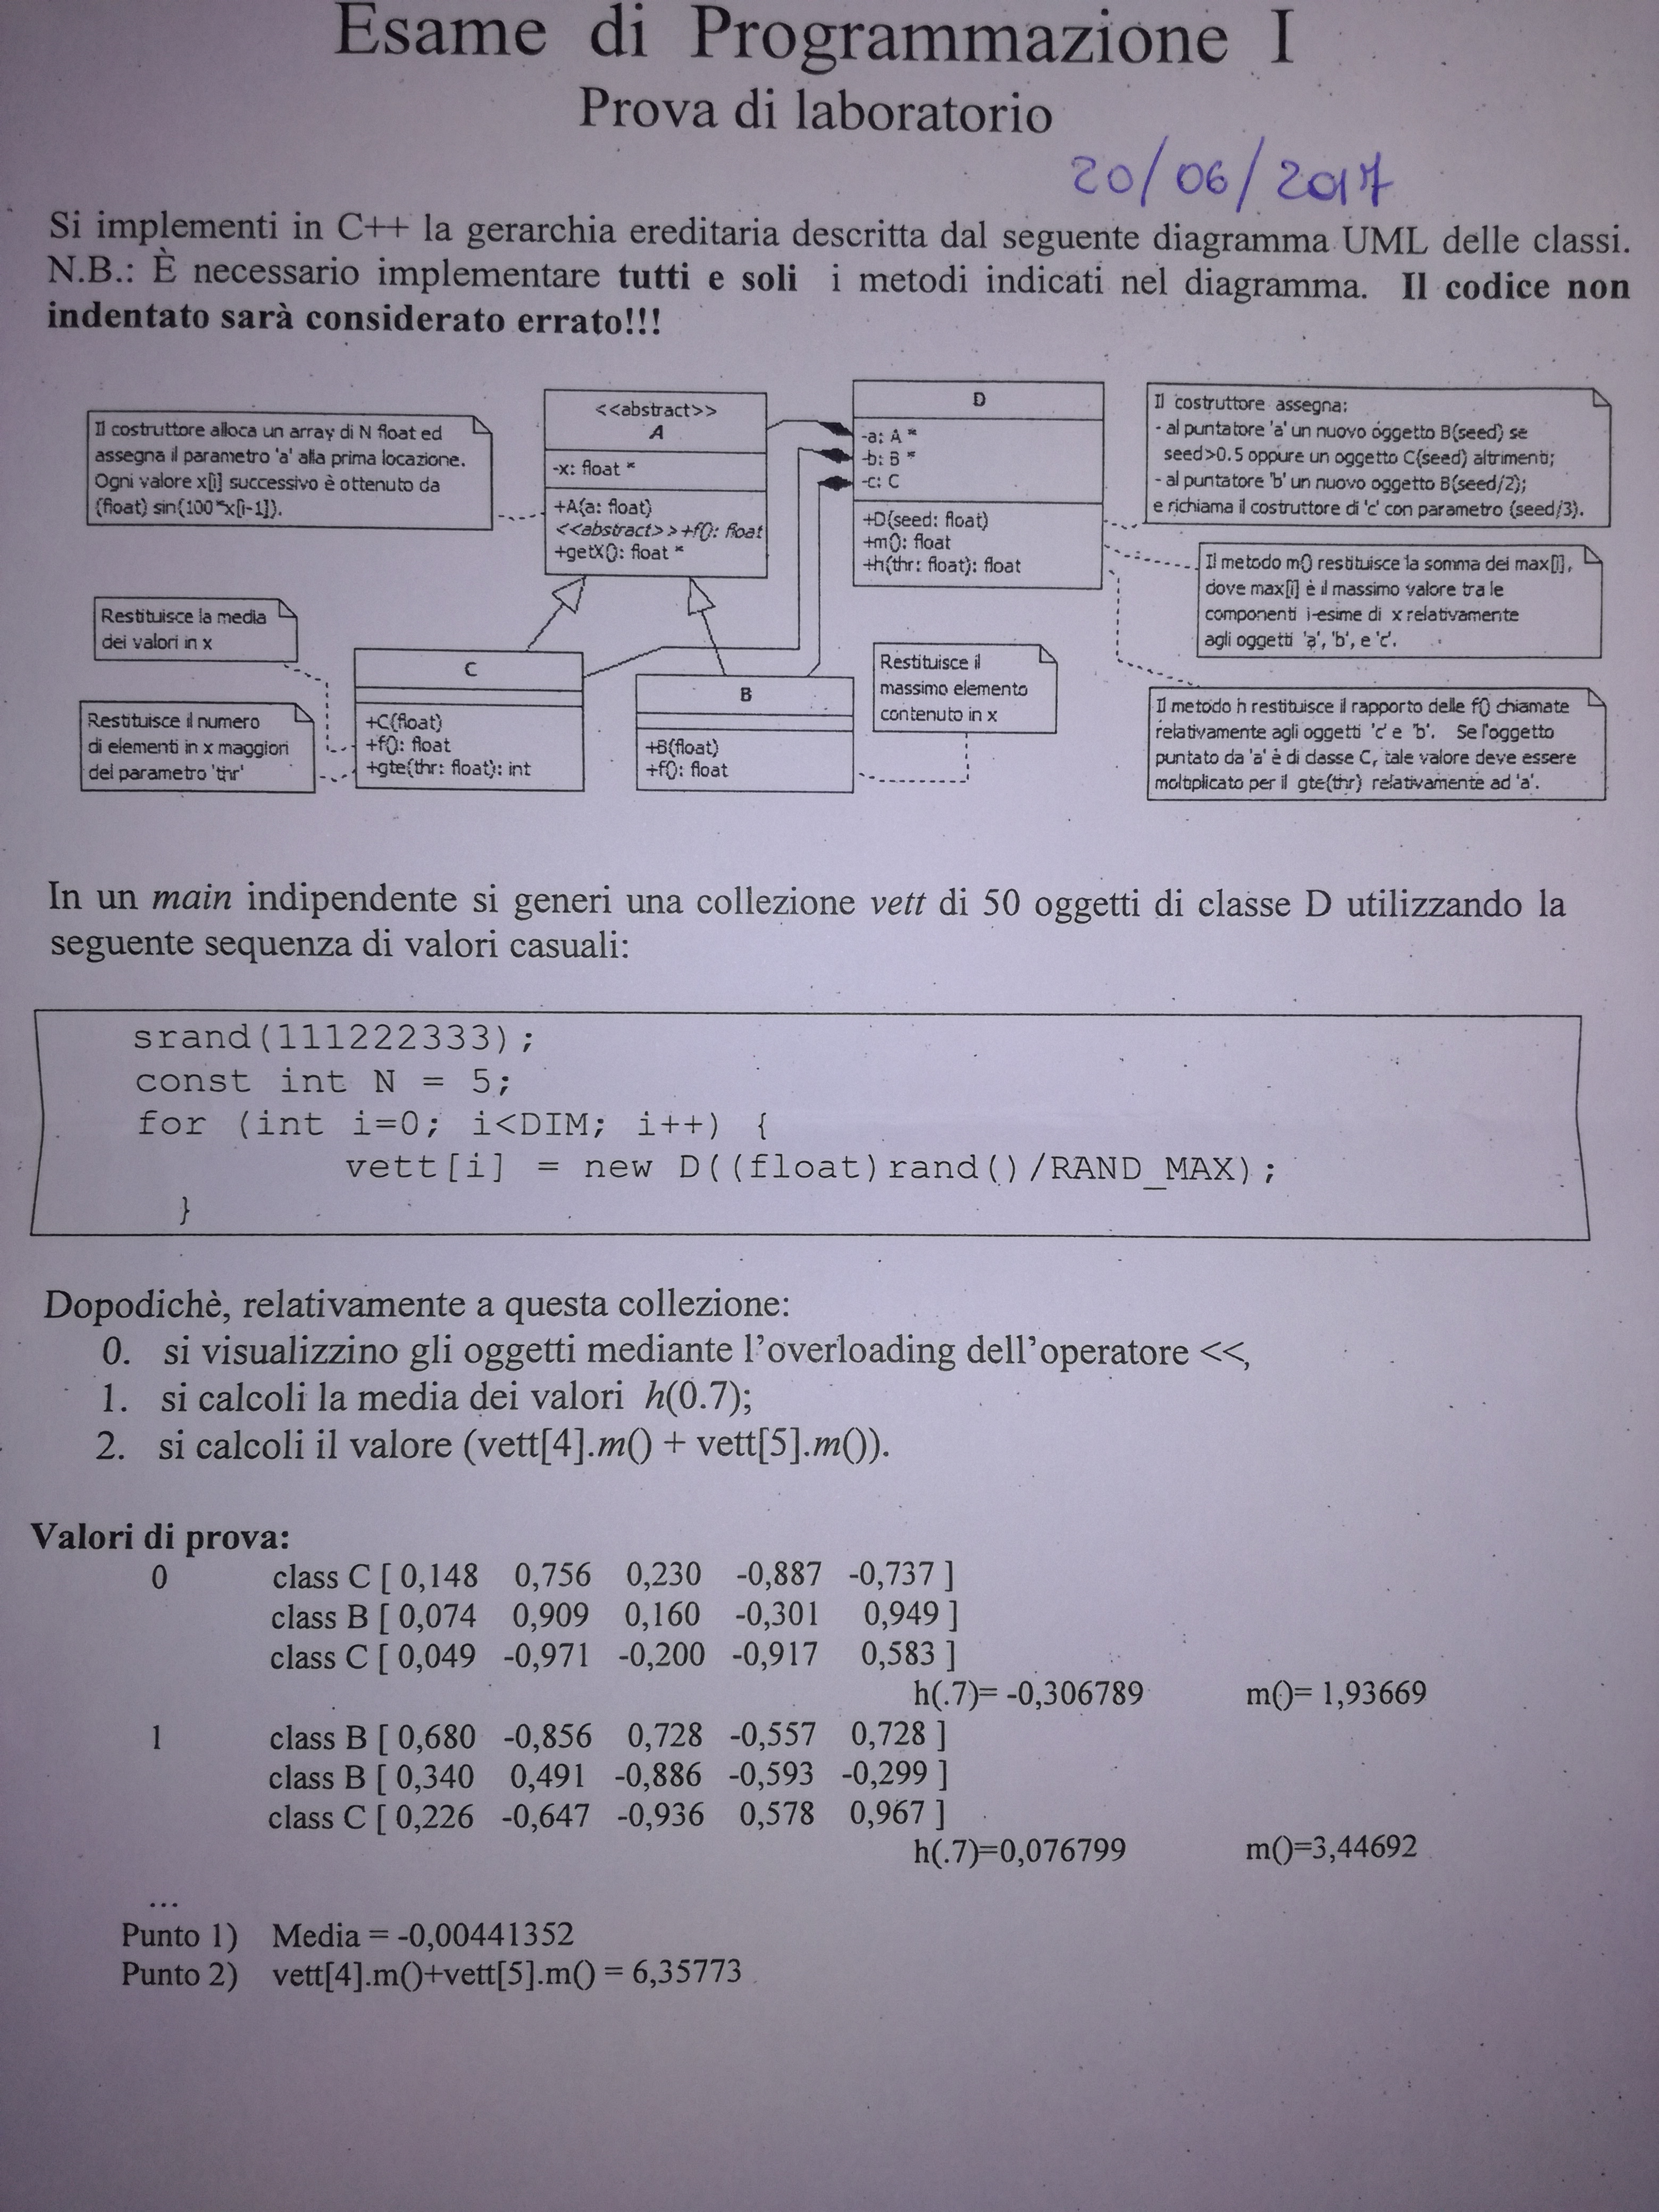 Esame di Programmazione I
Prova di laboratorio
20/06/2017
Si implementi in C++ la gerarchia ereditaria descritta dal seguente diagramma UML delle classi.
N.B.: È necessario implementare tutti e soli i metodi indicati nel diagramma. Il codice non
indentato sarà considerato errato!!!
Il costruttore alloca un array di N float ed
assegna il parametro 'a' alla prima locazione.
Ogni valore x[i] successivo è ottenuto da
(float) sin(100*x[i-1]).
<<abstract>>
A
-x: float *
+A(a: float)
<<abstract>> +f(): float
+getX(): float *
D
-a: A *
-b: B *
-c: C
+D(seed: float)
+m(): float
+h(thr: float): float
Il costruttore assegna:
- al puntatore 'a' un nuovo oggetto B(seed) se
seed>0.5 oppure un oggetto C(seed) altrimenti;
- al puntatore 'b' un nuovo oggetto B(seed/2);
e richiama il costruttore di 'c' con parametro (seed/3).
Il metodo m() restituisce la somma dei max[i],
dove max[i] è il massimo valore tra le
componenti i-esime di x relativamente
agli oggetti 'a', 'b', e 'c'.
Restituisce la media
dei valori in x
Restituisce il numero
di elementi in x maggiori
del parametro 'thr'
C
+C(float)
+f(): float
+gte(thr: float): int
B
+B(float)
+f(): float
Restituisce il
massimo elemento
contenuto in x
Il metodo h restituisce il rapporto delle f() chiamate
relativamente agli oggetti 'c' e 'b'. Se l'oggetto
puntato da 'a' è di classe C, tale valore deve essere
moltiplicato per il gte(thr) relativamente ad 'a'.
In un main indipendente si generi una collezione vett di 50 oggetti di classe D utilizzando la
seguente sequenza di valori casuali:
srand(111222333);
const int N = 5;
for (int i=0; i<DIM; i++) {
vett[i] = new D((float)rand()/RAND_MAX);
}
Dopodichè, relativamente a questa collezione:
0. si visualizzino gli oggetti mediante l'overloading dell'operatore <<,
1. si calcoli la media dei valori h(0.7);
2. si calcoli il valore (vett[4].m() + vett[5].m()).
Valori di prova:
0 class C [ 0,148 0,756 0,230 -0,887 -0,737 ]
class B [ 0,074 0,909 0,160 -0,301 0,949 ]
class C [ 0,049 -0,971 -0,200 -0,917 0,583 ]
h(.7)= -0,306789 m()= 1,93669
1 class B [ 0,680 -0,856 0,728 -0,557 0,728 ]
class B [ 0,340 0,491 -0,886 -0,593 -0,299 ]
class C [ 0,226 -0,647 -0,936 0,578 0,967 ]
h(.7)=0,076799 m()=3,44692
...
Punto 1) Media = -0,00441352
Punto 2) vett[4].m()+vett[5].m() = 6,35773